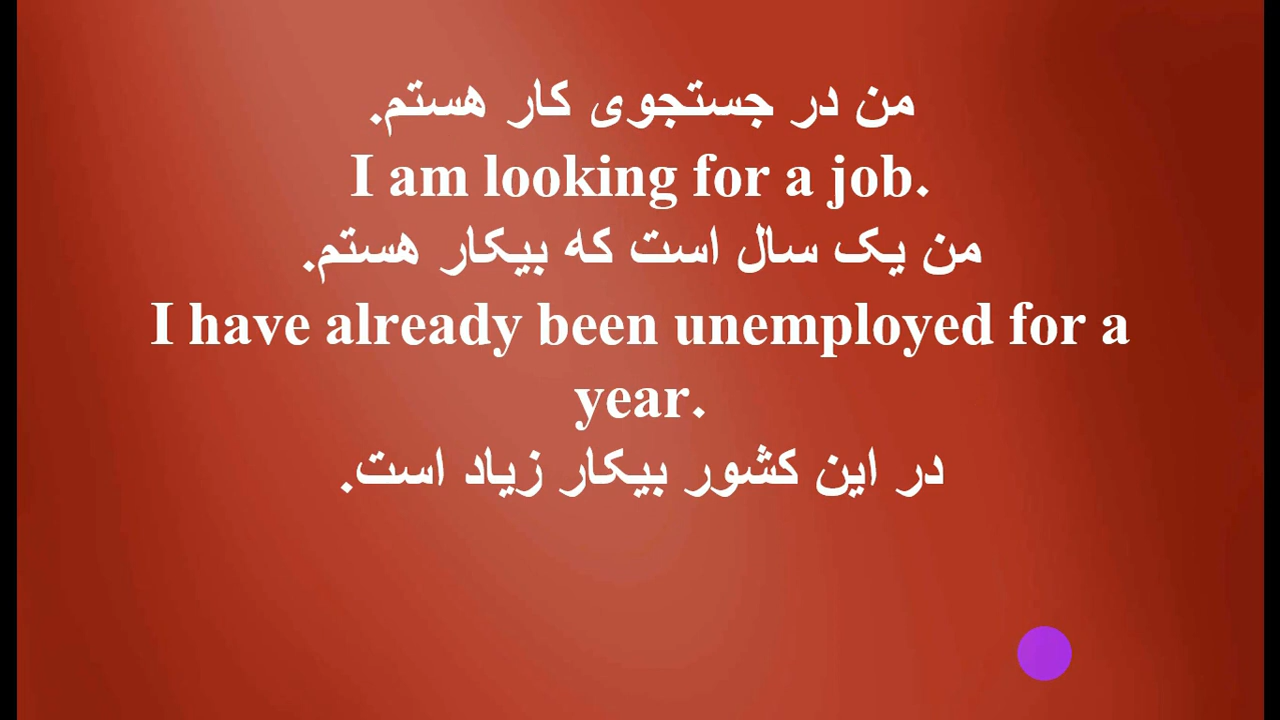 من در جستجوی کار هستم.
I am looking for a job.
من یک سال است که بیکار هستم.
I have already been unemployed for a
year.
در این کشور بیکار زیاد است.